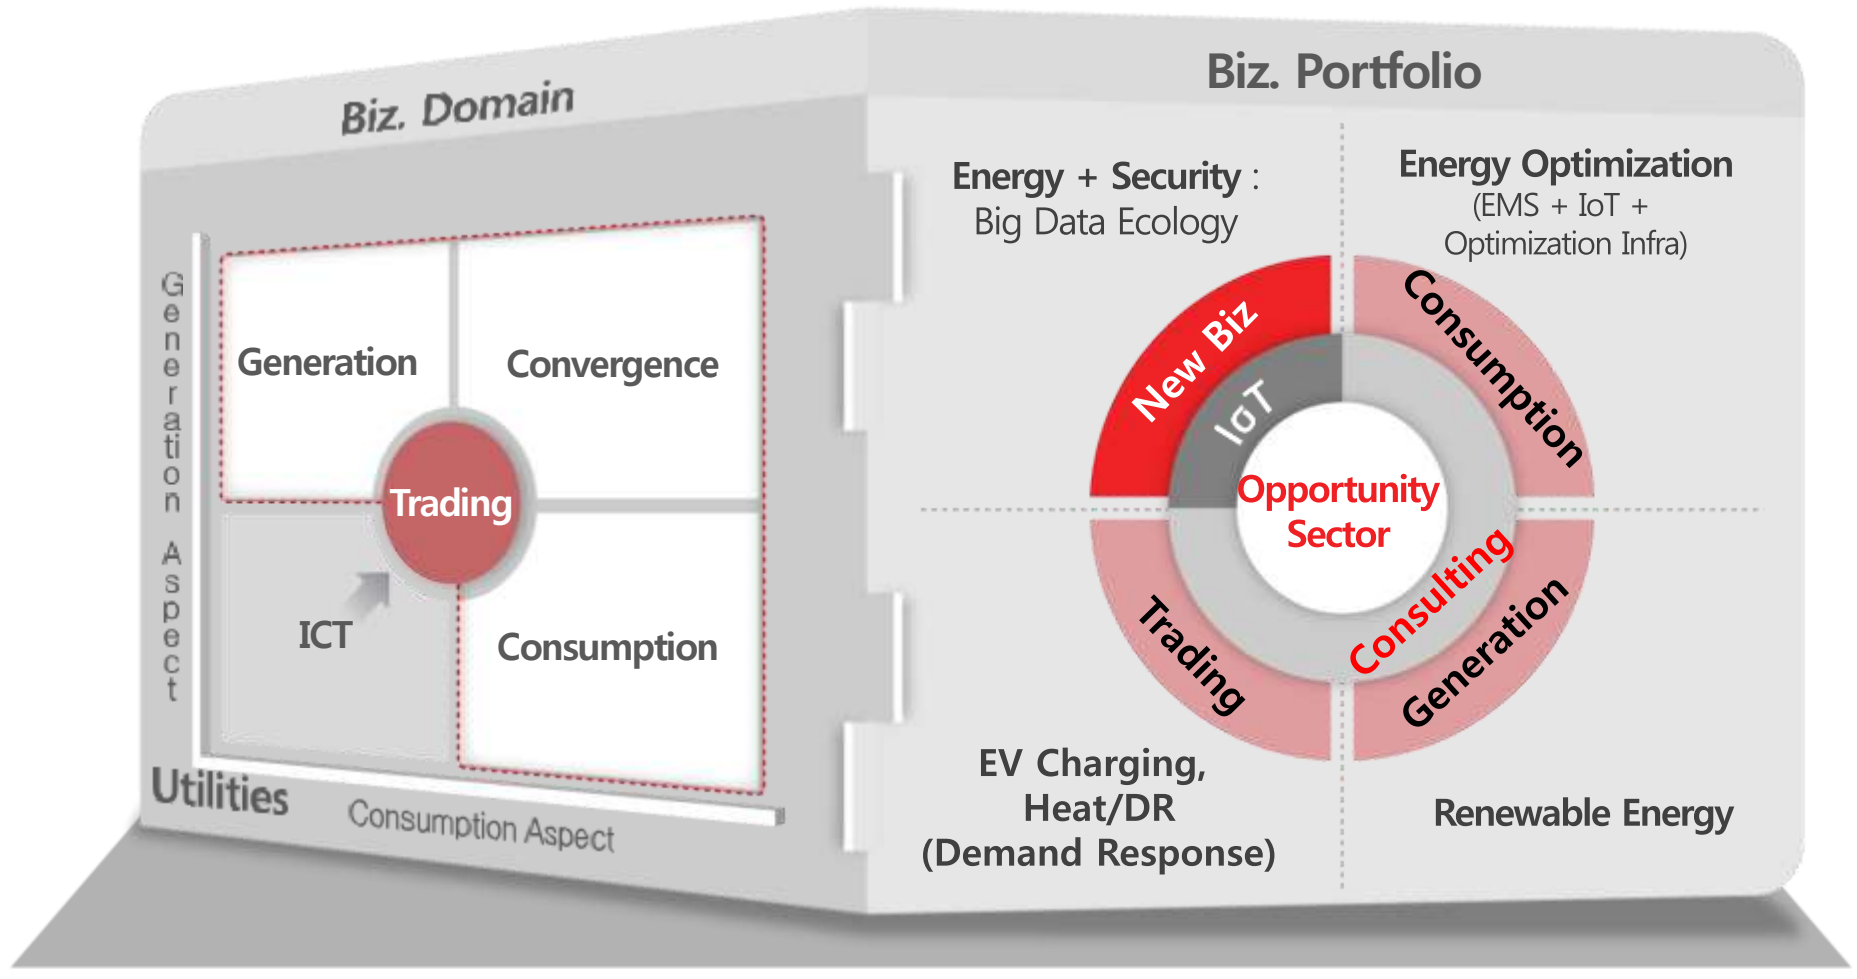 Biz. Domain
Generation Aspect
Generation
Convergence
Trading
ICT
Consumption
Utilities
Consumption Aspect
Biz. Portfolio
Energy + Security :
Big Data Ecology
Energy Optimization
(EMS + IoT +
Optimization Infra)
New Biz
IoT
Consumption
Opportunity
Sector
Consulting
Trading
Generation
EV Charging,
Heat/DR
(Demand Response)
Renewable Energy